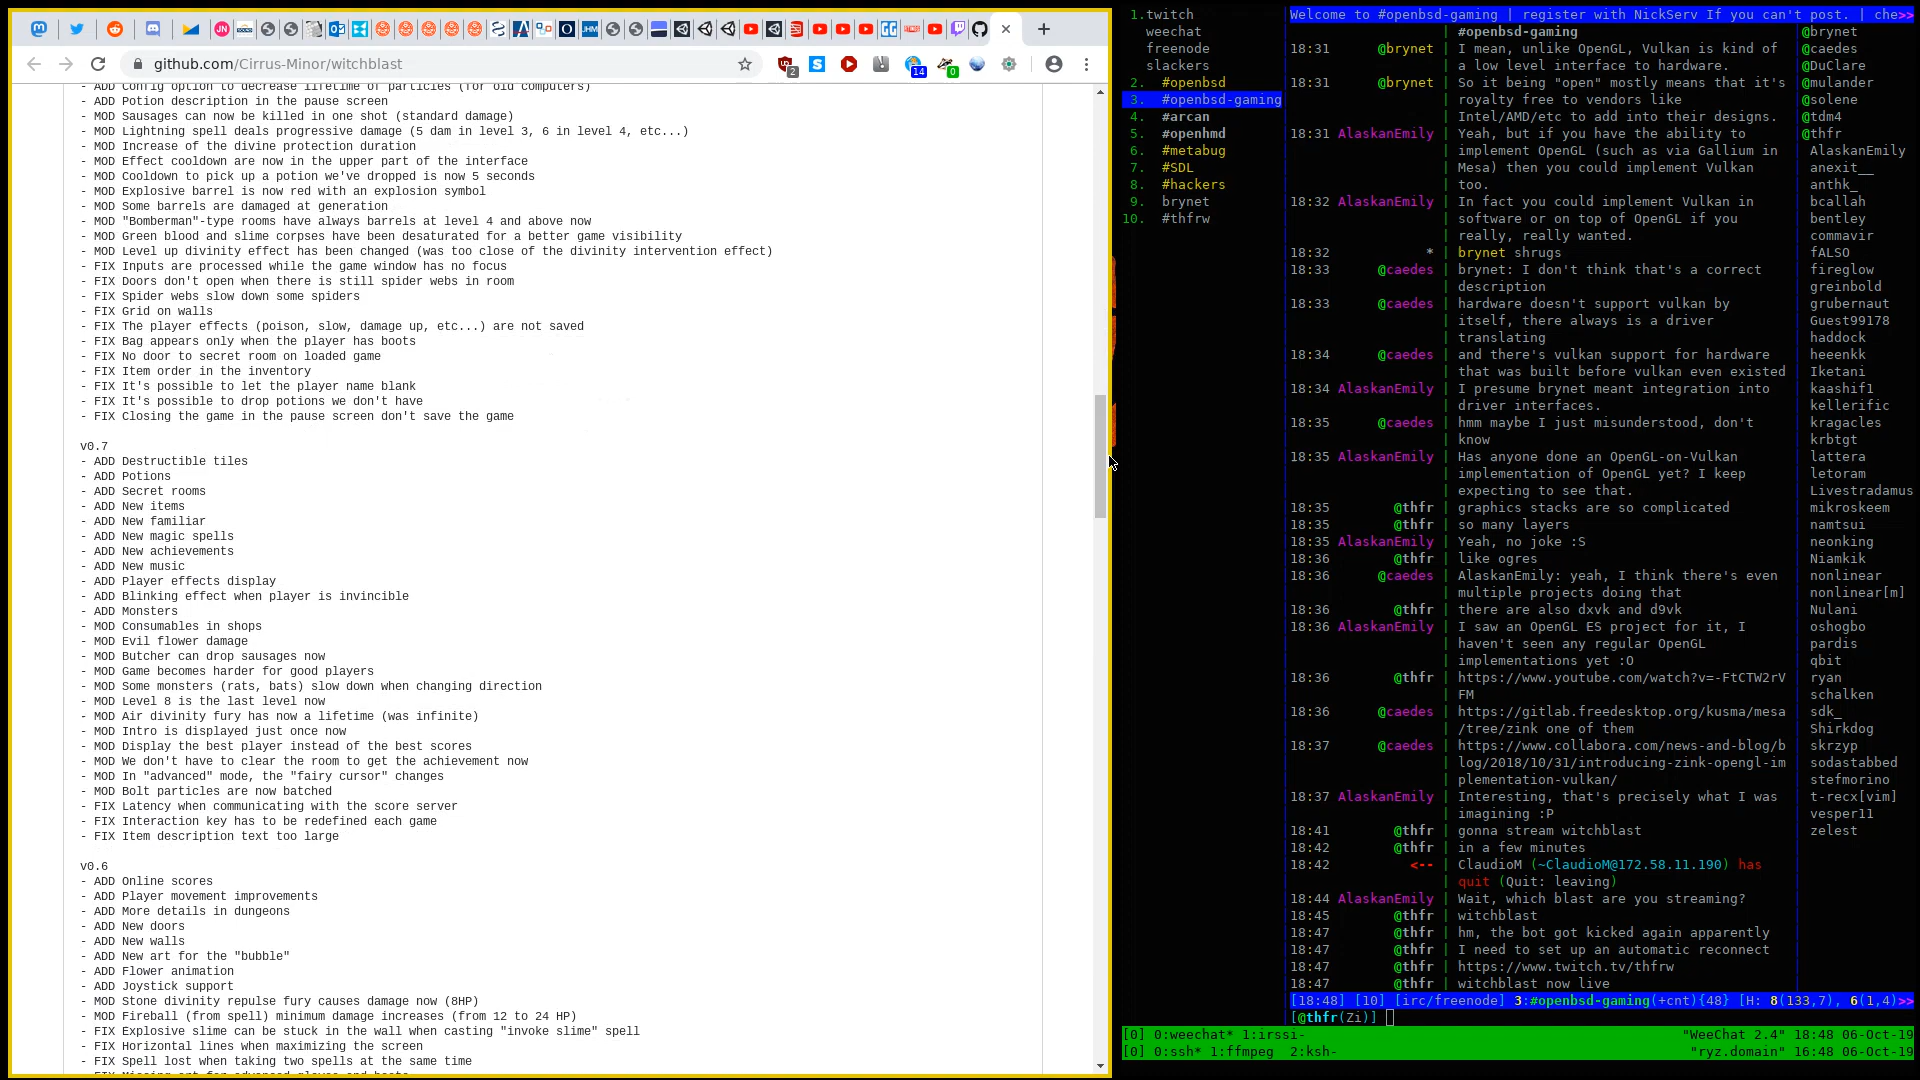 github.com/Cirrus-Minor/witchblast
- ADD Config option to decrease lifetime of particles (for old computers)
- ADD Potion description in the pause screen
- MOD Sausages can now be killed in one shot (standard damage)
- MOD Lightning spell deals progressive damage (5 dam in level 3, 6 in level 4, etc...)
- MOD Increase of the divine protection duration
- MOD Effect cooldown are now in the upper part of the interface
- MOD Cooldown to pick up a potion we've dropped is now 5 seconds
- MOD Explosive barrel is now red with an explosion symbol
- MOD Some barrels are damaged at generation
- MOD "Bomberman"-type rooms have always barrels at level 4 and above now
- MOD Green blood and slime corpses have been desaturated for a better game visibility
- MOD Level up divinity effect has been changed (was too close of the divinity intervention effect)
- FIX Inputs are processed while the game window has no focus
- FIX Doors don't open when there is still spider webs in room
- FIX Spider webs slow down some spiders
- FIX Grid on walls
- FIX The player effects (poison, slow, damage up, etc...) are not saved
- FIX Bag appears only when the player has boots
- FIX No door to secret room on loaded game
- FIX Item order in the inventory
- FIX It's possible to let the player name blank
- FIX It's possible to drop potions we don't have
- FIX Closing the game in the pause screen don't save the game
v0.7
- ADD Destructible tiles
- ADD Potions
- ADD Secret rooms
- ADD New items
- ADD New familiar
- ADD New magic spells
- ADD New achievements
- ADD New music
- ADD Player effects display
- ADD Blinking effect when player is invincible
- ADD Monsters
- MOD Consumables in shops
- MOD Evil flower damage
- MOD Butcher can drop sausages now
- MOD Game becomes harder for good players
- MOD Some monsters (rats, bats) slow down when changing direction
- MOD Level 8 is the last level now
- MOD Air divinity fury has now a lifetime (was infinite)
- MOD Intro is displayed just once now
- MOD Display the best player instead of the best scores
- MOD We don't have to clear the room to get the achievement now
- MOD In "advanced" mode, the "fairy cursor" changes
- MOD Bolt particles are now batched
- FIX Latency when communicating with the score server
- FIX Interaction key has to be redefined each game
- FIX Item description text too large
v0.6
- ADD Online scores
- ADD Player movement improvements
- ADD More details in dungeons
- ADD New doors
- ADD New walls
- ADD New art for the "bubble"
- ADD Flower animation
- ADD Joystick support
- MOD Stone divinity repulse fury causes damage now (8HP)
- MOD Fireball (from spell) minimum damage increases (from 12 to 24 HP)
- FIX Explosive slime can be stuck in the wall when casting "invoke slime" spell
- FIX Horizontal lines when maximizing the screen
- FIX Spell lost when taking two spells at the same time
1.twitch
weechat
freenode
slackers
2. #openbsd
3. #openbsd-gaming
4. #arcan
5. #openhmd
6. #metabug
7. #SDL
8. #hackers
9. brynet
10. #thfrw
Welcome to #openbsd-gaming | register with NickServ If you can't post. | che>>
#openbsd-gaming
18:31 @brynet | I mean, unlike OpenGL, Vulkan is kind of
| a low level interface to hardware.
18:31 @brynet | So it being "open" mostly means that it's
| royalty free to vendors like
| Intel/AMD/etc to add into their designs.
18:31 AlaskanEmily | Yeah, but if you have the ability to
| implement OpenGL (such as via Gallium in
| Mesa) then you could implement Vulkan
| too.
18:32 AlaskanEmily | In fact you could implement Vulkan in
| software or on top of OpenGL if you
| really, really wanted.
18:32 * | brynet shrugs
18:33 @caedes | brynet: I don't think that's a correct
| description
18:33 @caedes | hardware doesn't support vulkan by
| itself, there always is a driver
| translating
18:34 @caedes | and there's vulkan support for hardware
| that was built before vulkan even existed
18:34 AlaskanEmily | I presume brynet meant integration into
| driver interfaces.
18:35 @caedes | hmm maybe I just misunderstood, don't
| know
18:35 AlaskanEmily | Has anyone done an OpenGL-on-Vulkan
| implementation of OpenGL yet? I keep
| expecting to see that.
18:35 @thfr | graphics stacks are so complicated
18:35 @thfr | so many layers
18:35 AlaskanEmily | Yeah, no joke :S
18:36 @thfr | like ogres
18:36 @caedes | AlaskanEmily: yeah, I think there's even
| multiple projects doing that
18:36 @thfr | there are also dxvk and d9vk
18:36 AlaskanEmily | I saw an OpenGL ES project for it, I
| haven't seen any regular OpenGL
| implementations yet :O
18:36 @thfr | https://www.youtube.com/watch?v=-FtCTW2rV
| FM
18:36 @caedes | https://gitlab.freedesktop.org/kusma/mesa
| /tree/zink one of them
18:37 @caedes | https://www.collabora.com/news-and-blog/b
| log/2018/10/31/introducing-zink-opengl-im
| plementation-vulkan/
18:37 AlaskanEmily | Interesting, that's precisely what I was
| imagining :P
18:41 @thfr | gonna stream witchblast
18:42 @thfr | in a few minutes
18:42 <-- | ClaudioM (~ClaudioM@172.58.11.190) has
| quit (Quit: leaving)
18:44 AlaskanEmily | Wait, which blast are you streaming?
18:45 @thfr | witchblast
18:47 @thfr | hm, the bot got kicked again apparently
18:47 @thfr | I need to set up an automatic reconnect
18:47 @thfr | https://www.twitch.tv/thfrw
18:47 @thfr | witchblast now live
[18:48] [10] [irc/freenode] 3:#openbsd-gaming(+cnt){48} [H: 8(133,7), 6(1,4)>>
[@thfr(Zi)]
@brynet
@caedes
@DuClare
@mulander
@solene
@tdm4
@thfr
AlaskanEmily
anexit__
anthk_
bcallah
bentley
commavir
fALSO
fireglow
greinbold
grubernaut
Guest99178
haddock
heeenkk
Iketani
kaashif1
kellerific
kragacles
krbtgt
lattera
letoram
Livestradamus
mikroskeem
namtsui
neonking
Niamkik
nonlinear
nonlinear[m]
Nulani
oshogbo
pardis
qbit
ryan
schalken
sdk_
Shirkdog
skrzyp
sodastabbed
stefmorino
t-recx[vim]
vesper11
zelest
[0] 0:weechat* 1:irssi- "WeeChat 2.4" 18:48 06-Oct-19
[0] 0:ssh* 1:ffmpeg 2:ksh- "ryz.domain" 16:48 06-Oct-19